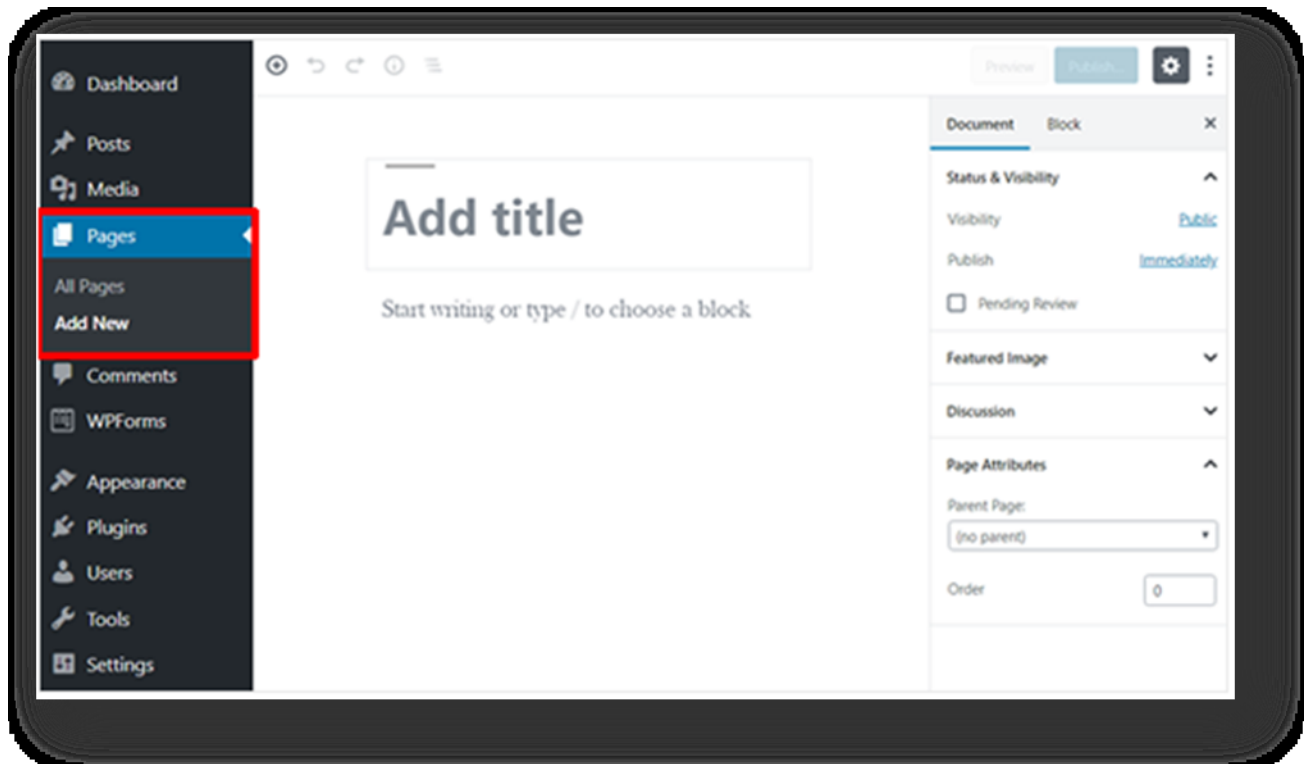 Dashboard
Posts
Media
Pages
All Pages
Add New
Comments
WPForms
Appearance
Plugins
Users
Tools
Settings
Preview
Publish...
Add title
Start writing or type / to choose a block
Document Block
Status & Visibility
Visibility Public
Publish Immediately
Pending Review
Featured Image
Discussion
Page Attributes
Parent Page:
(no parent)
Order 0